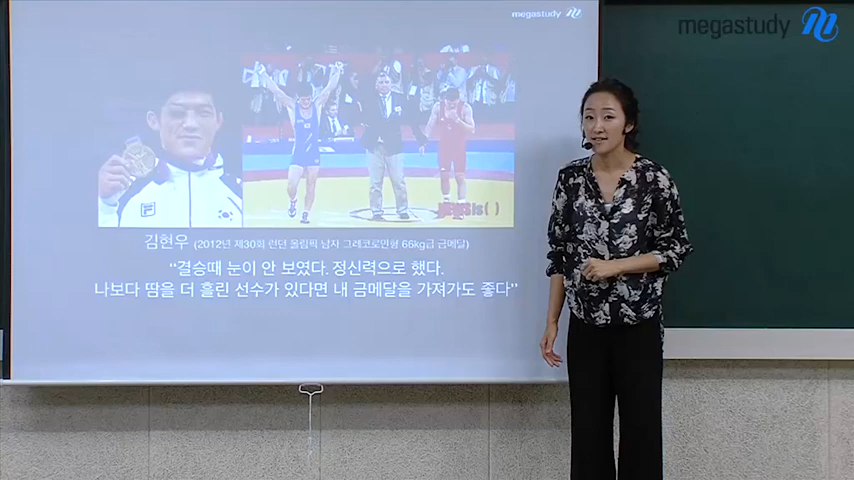 megastudy
megastudy
김현우 (2012년 제30회 런던 올림픽 남자 그레코로만형 66kg급 금메달)
"결승때 눈이 안 보였다. 정신력으로 했다.
나보다 땀을 더 흘린 선수가 있다면 내 금메달을 가져가도 좋다"